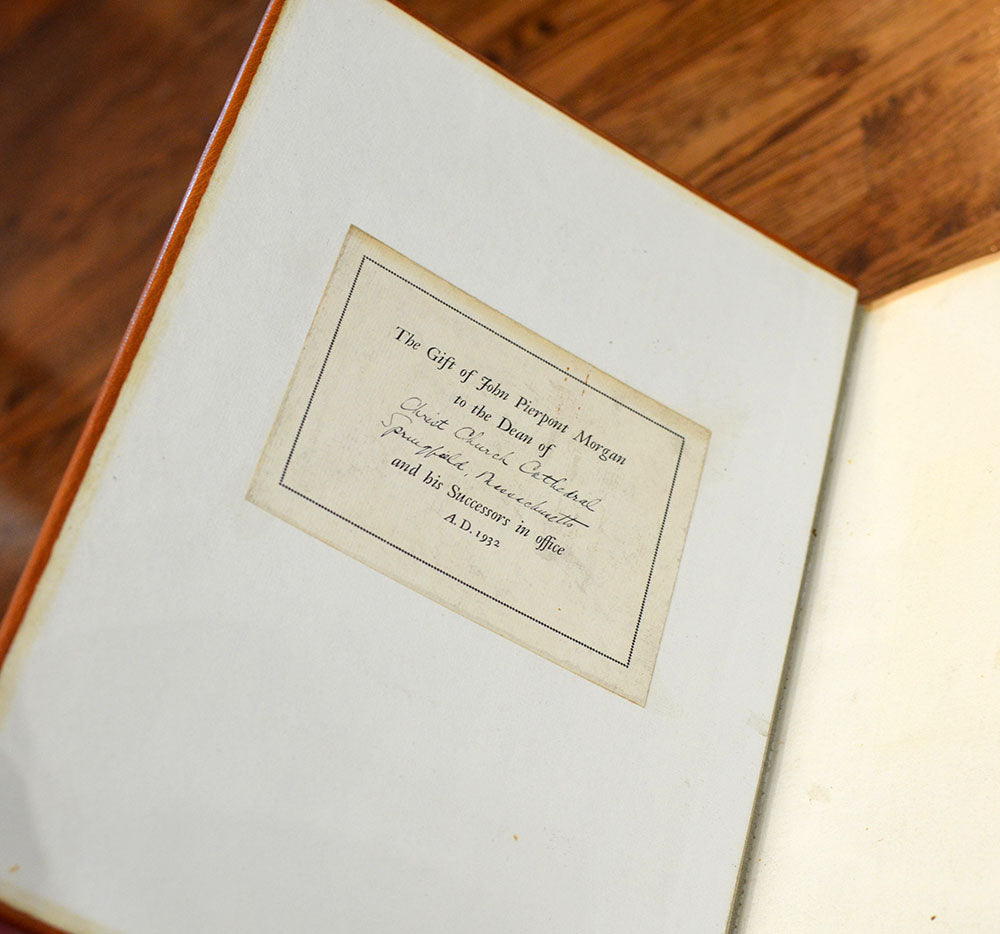 The Gift of John Pierpont Morgan
to the Dean of
Christ Church Cathedral
Springfield, Massachusetts
and his Successors in office
A.D. 1932